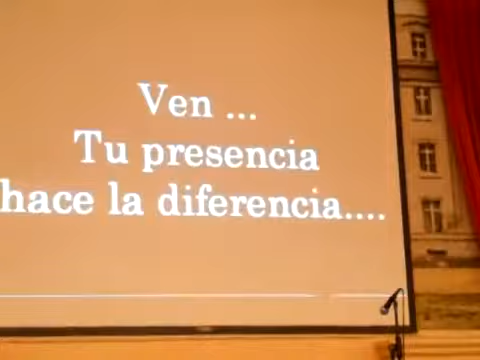 Ven ...
Tu presencia
hace la diferencia....